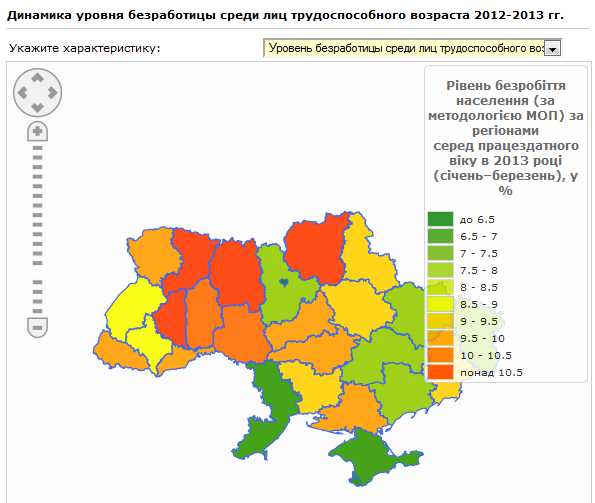 Динамика уровня безработицы среди лиц трудоспособного возраста 2012-2013 гг.
Укажите характеристику:
Уровень безработицы среди лиц трудоспособного воз
Рівень безробіття
населення (за
методологією МОП) за
регіонами
серед працездатного
віку в 2013 році
(січень–березень), у
%
до 6.5
6.5 - 7
7 - 7.5
7.5 - 8
8 - 8.5
8.5 - 9
9 - 9.5
9.5 - 10
10 - 10.5
понад 10.5